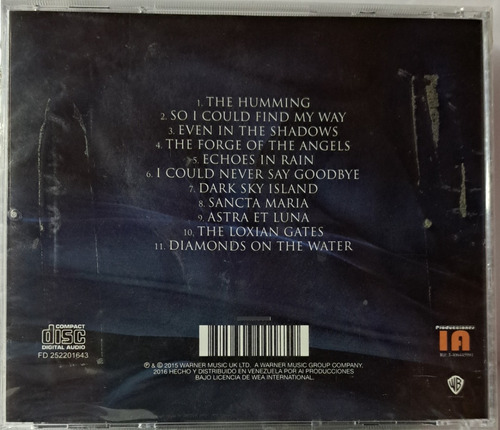 1. THE HUMMING
2. SO I COULD FIND MY WAY
3. EVEN IN THE SHADOWS
4. THE FORGE OF THE ANGELS
5. ECHOES IN RAIN
6. I COULD NEVER SAY GOODBYE
7. DARK SKY ISLAND
8. SANCTA MARIA
9. ASTRA ET LUNA
10. THE LOXIAN GATES
11. DIAMONDS ON THE WATER
COMPACT
disc
DIGITAL AUDIO
FD 252201643
Producciones
IA
℗ & © 2015 WARNER MUSIC UK LTD. A WARNER MUSIC GROUP COMPANY.
2016 HECHO Y DISTRIBUIDO EN VENEZUELA POR AI PRODUCCIONES
BAJO LICENCIA DE WEA INTERNATIONAL.
WB